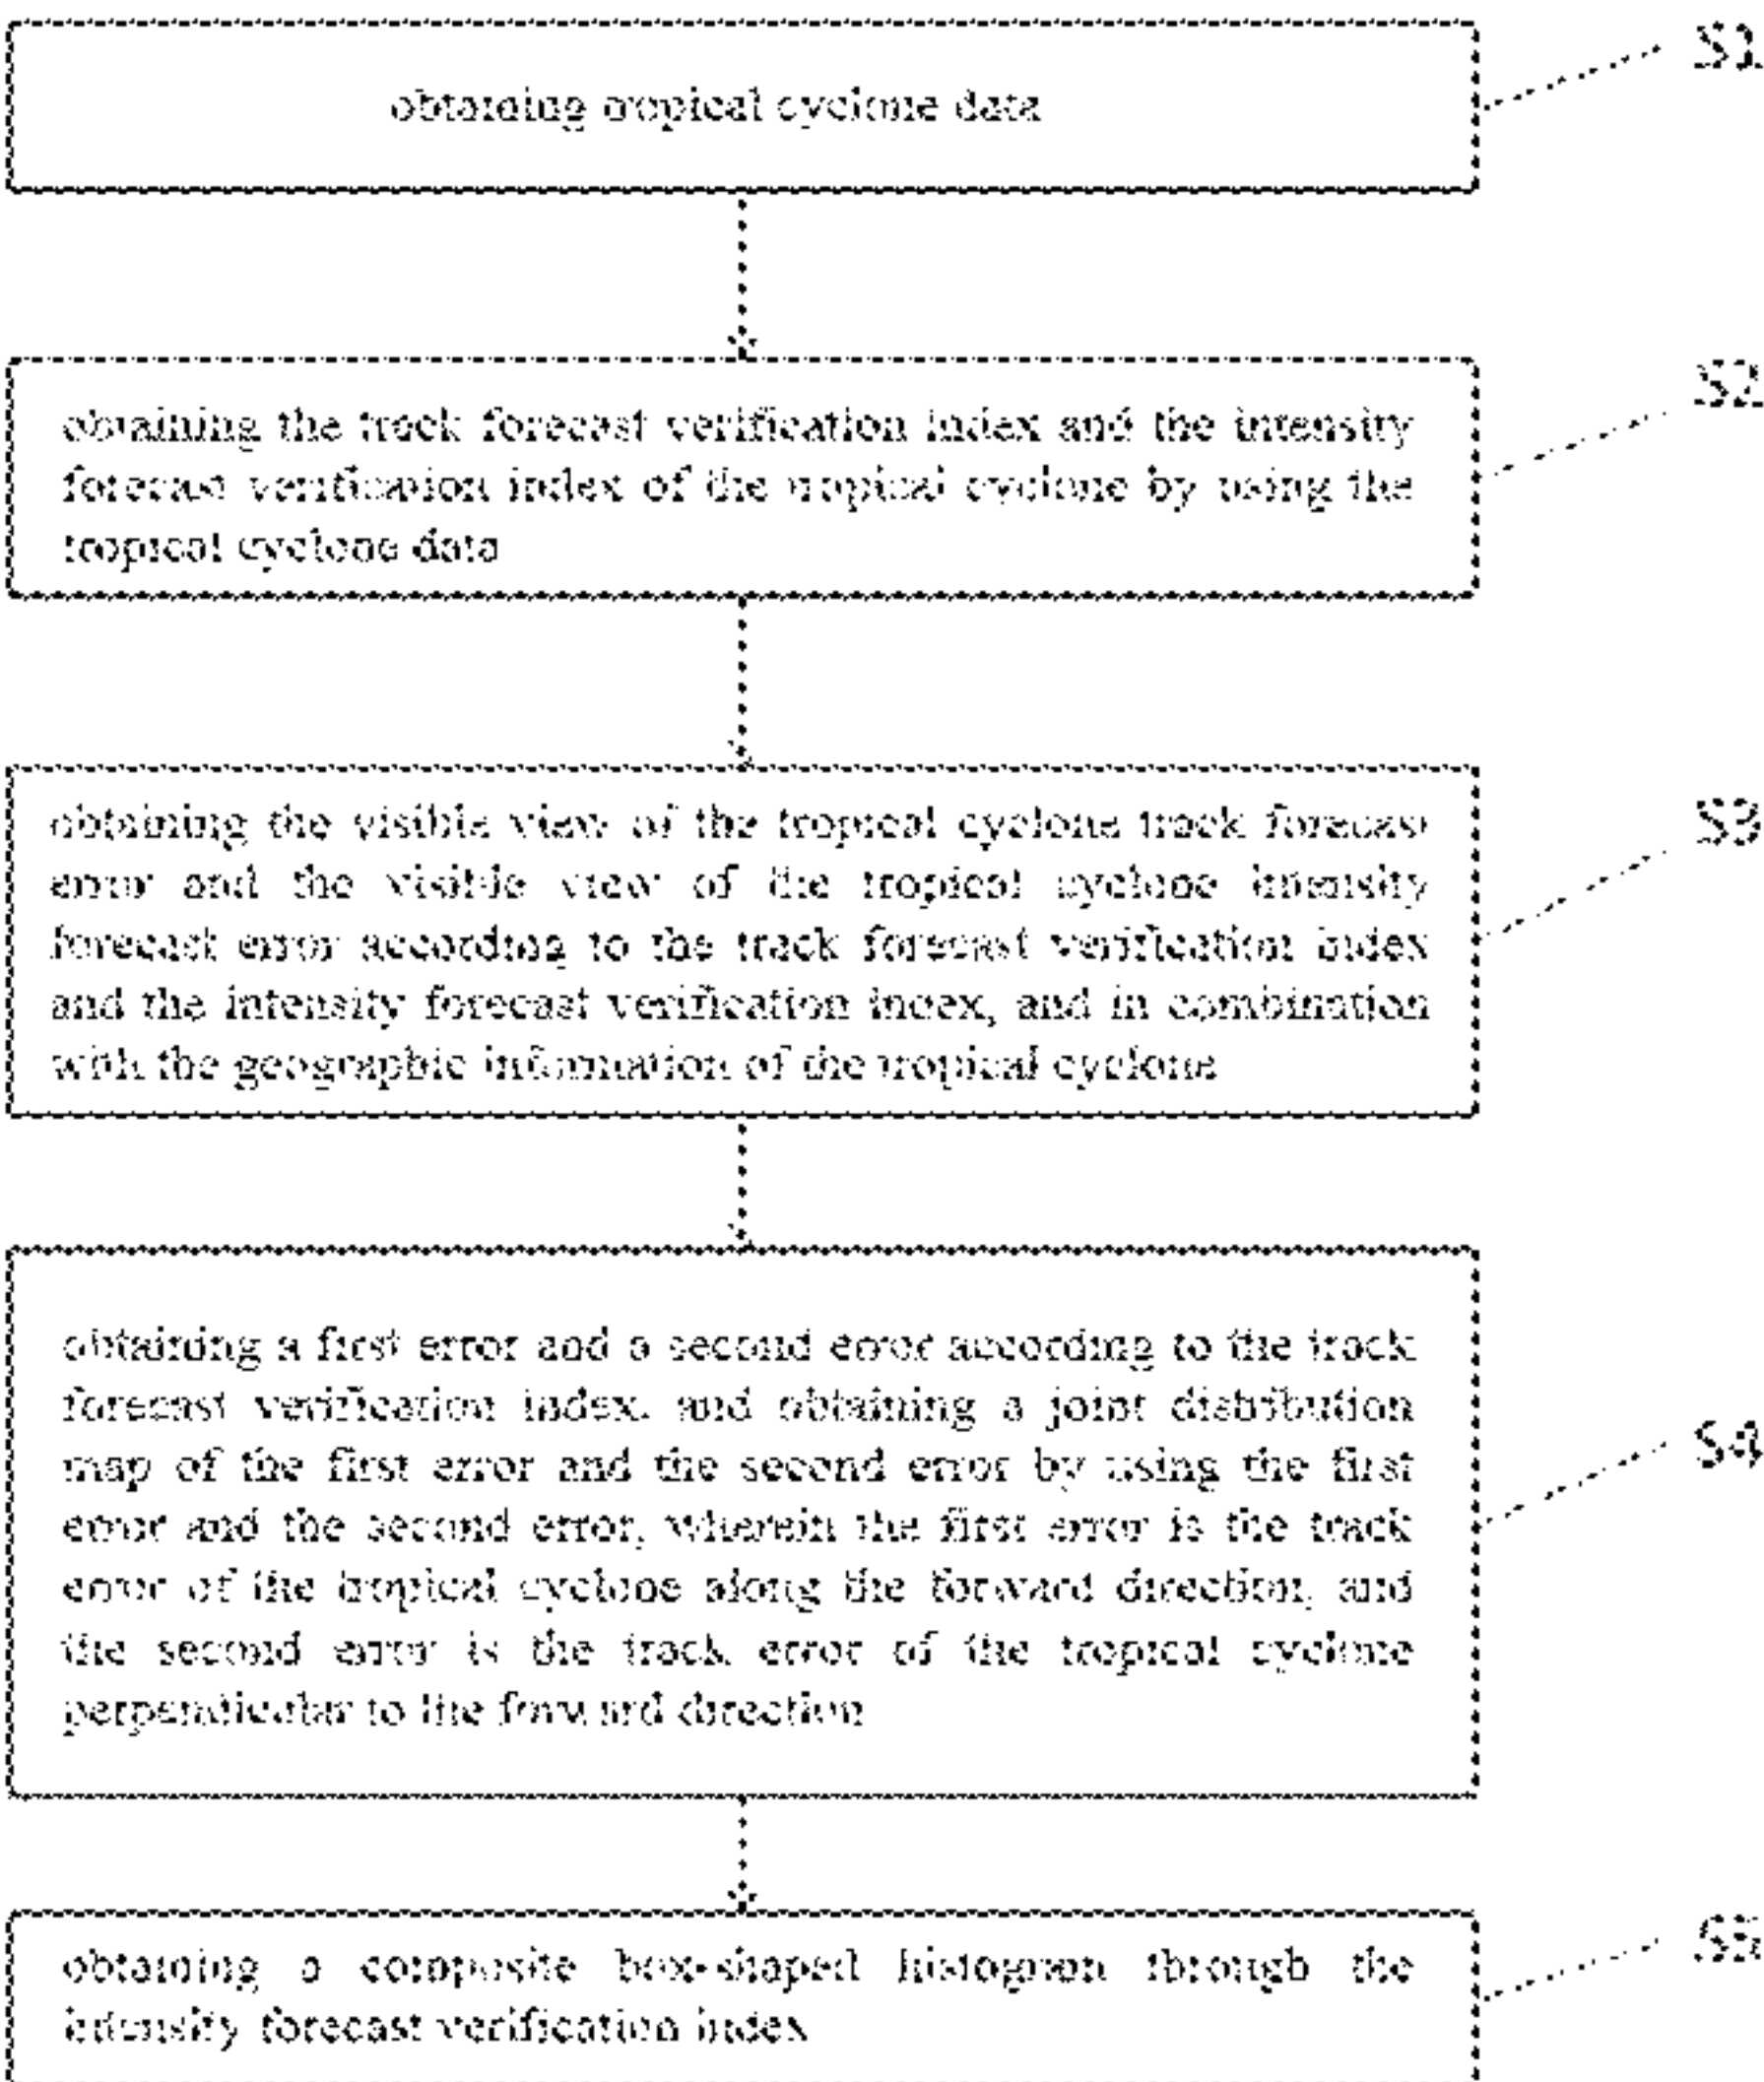 obtaining tropical cyclone data
S1
obtaining the track forecast verification index and the intensity
forecast verification index of the tropical cyclone by using the
tropical cyclone data
S2
obtaining the visible view of the tropical cyclone track forecast
error and the visible view of the tropical cyclone intensity
forecast error according to the track forecast verification index
and the intensity forecast verification index, and in combination
with the geographic information of the tropical cyclone
S3
obtaining a first error and a second error according to the track
forecast verification index, and obtaining a joint distribution
map of the first error and the second error by using the first
error and the second error, wherein the first error is the track
error of the tropical cyclone along the forward direction, and
the second error is the track error of the tropical cyclone
perpendicular to the forward direction
S4
obtaining a composite box-shaped histogram through the
intensity forecast verification index
S5